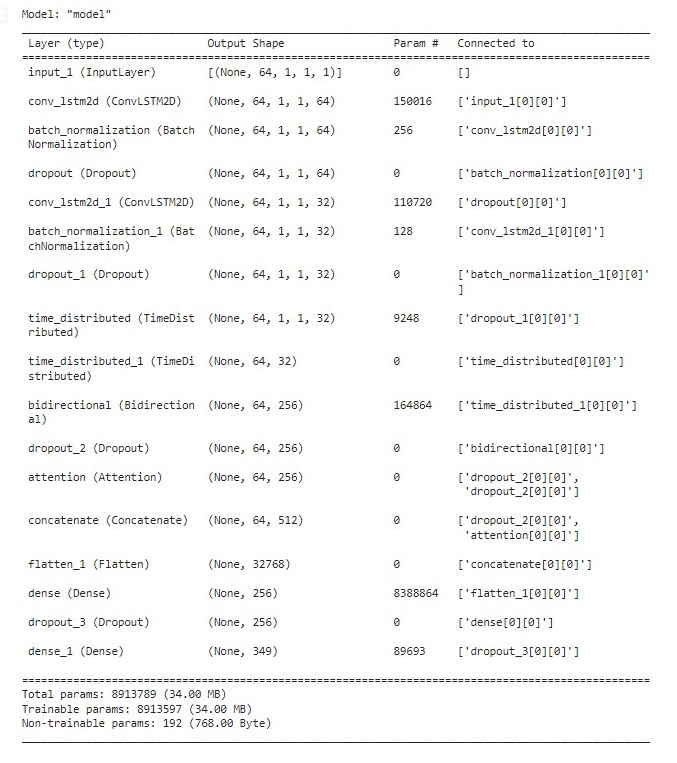 Model: "model"
Layer (type) Output Shape Param # Connected to
input_1 (InputLayer) [(None, 64, 1, 1, 1)] 0 []
conv_lstm2d (ConvLSTM2D) (None, 64, 1, 1, 64) 150016 ['input_1[0][0]']
batch_normalization (Batch (None, 64, 1, 1, 64) 256 ['conv_lstm2d[0][0]']
Normalization)
dropout (Dropout) (None, 64, 1, 1, 64) 0 ['batch_normalization[0][0]']
conv_lstm2d_1 (ConvLSTM2D) (None, 64, 1, 1, 32) 110720 ['dropout[0][0]']
batch_normalization_1 (Bat (None, 64, 1, 1, 32) 128 ['conv_lstm2d_1[0][0]']
chNormalization)
dropout_1 (Dropout) (None, 64, 1, 1, 32) 0 ['batch_normalization_1[0][0]'
]
time_distributed (TimeDist (None, 64, 1, 1, 32) 9248 ['dropout_1[0][0]']
ributed)
time_distributed_1 (TimeDi (None, 64, 32) 0 ['time_distributed[0][0]']
stributed)
bidirectional (Bidirection (None, 64, 256) 164864 ['time_distributed_1[0][0]']
al)
dropout_2 (Dropout) (None, 64, 256) 0 ['bidirectional[0][0]']
attention (Attention) (None, 64, 256) 0 ['dropout_2[0][0]',
'dropout_2[0][0]']
concatenate (Concatenate) (None, 64, 512) 0 ['dropout_2[0][0]',
'attention[0][0]']
flatten_1 (Flatten) (None, 32768) 0 ['concatenate[0][0]']
dense (Dense) (None, 256) 8388864 ['flatten_1[0][0]']
dropout_3 (Dropout) (None, 256) 0 ['dense[0][0]']
dense_1 (Dense) (None, 349) 89693 ['dropout_3[0][0]']
Total params: 8913789 (34.00 MB)
Trainable params: 8913597 (34.00 MB)
Non-trainable params: 192 (768.00 Byte)